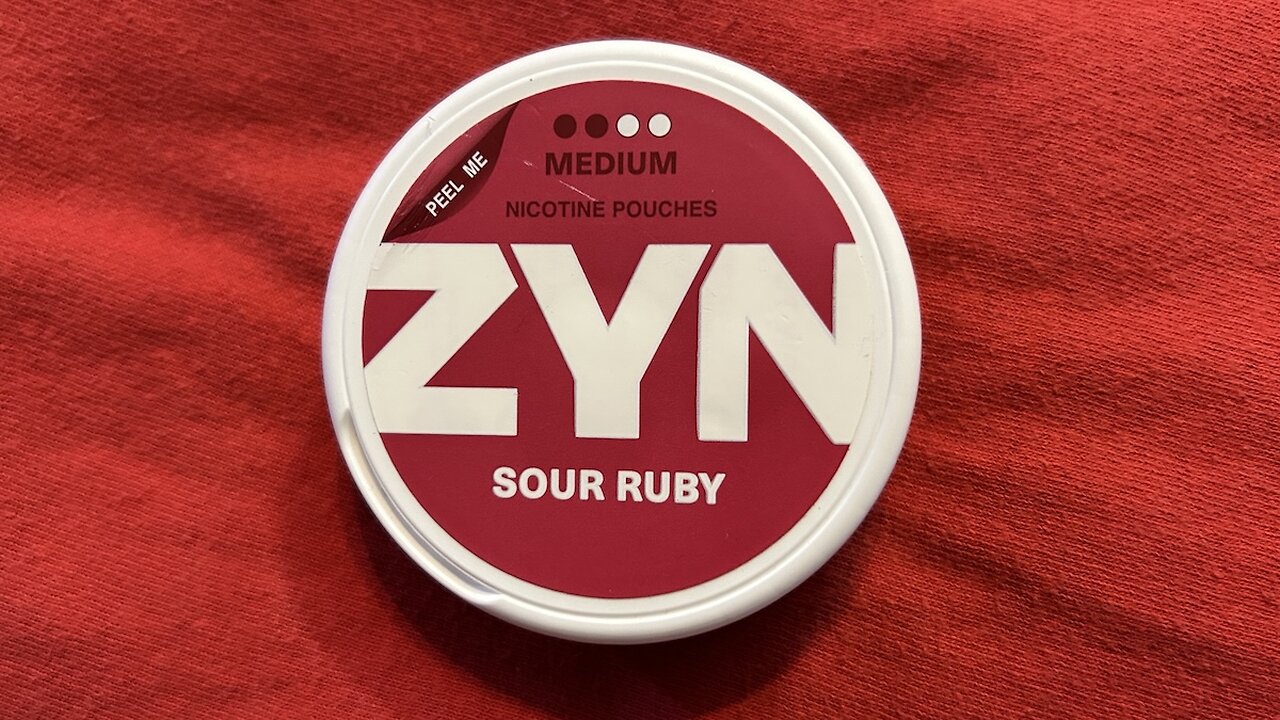 MEDIUM
PEEL ME
NICOTINE POUCHES
ZYN
SOUR RUBY